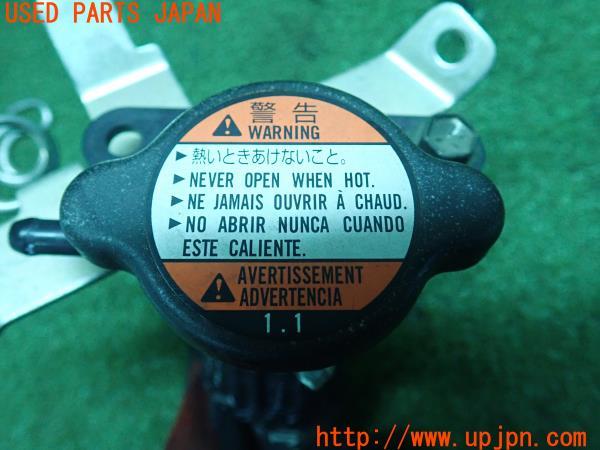 USED PARTS JAPAN
警告
WARNING
▶熱いときあけないこと。
▶NEVER OPEN WHEN HOT.
▶NE JAMAIS OUVRIR À CHAUD.
▶NO ABRIR NUNCA CUANDO
ESTE CALIENTE.
AVERTISSEMENT
ADVERTENCIA
1.1
http://www.upjpn.com